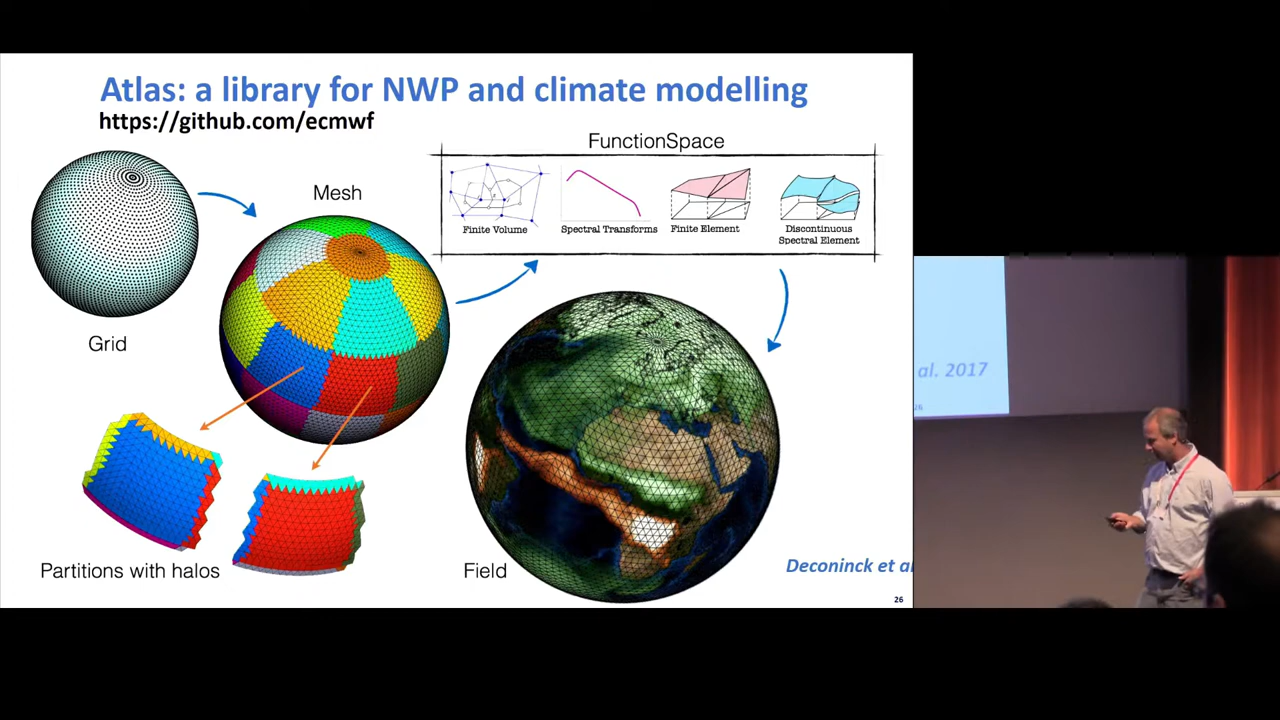 Atlas: a library for NWP and climate modelling
https://github.com/ecmwf
FunctionSpace
Mesh
Finite Volume
Spectral Transforms
Finite Element
Discontinuous
Spectral Element
Grid
Partitions with halos
Field
Deconinck et al
26
al. 2017
26